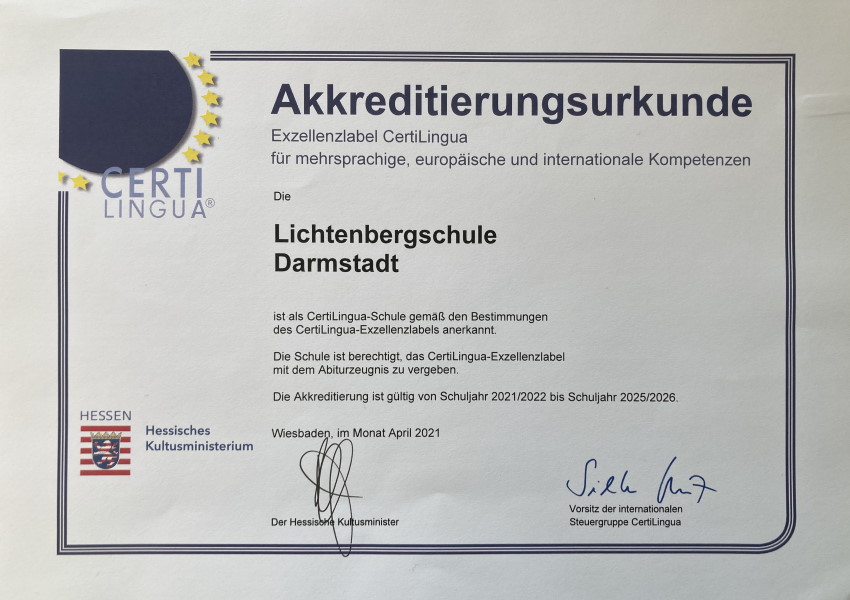 CERTI
LINGUA®
Akkreditierungsurkunde
Exzellenzlabel CertiLingua
für mehrsprachige, europäische und internationale Kompetenzen
Die
Lichtenbergschule
Darmstadt
ist als CertiLingua-Schule gemäß den Bestimmungen
des CertiLingua-Exzellenzlabels anerkannt.
Die Schule ist berechtigt, das CertiLingua-Exzellenzlabel
mit dem Abiturzeugnis zu vergeben.
Die Akkreditierung ist gültig von Schuljahr 2021/2022 bis Schuljahr 2025/2026.
HESSEN
Hessisches
Kultusministerium
Wiesbaden, im Monat April 2021
Der Hessische Kultusminister
Vorsitz der internationalen
Steuergruppe CertiLingua